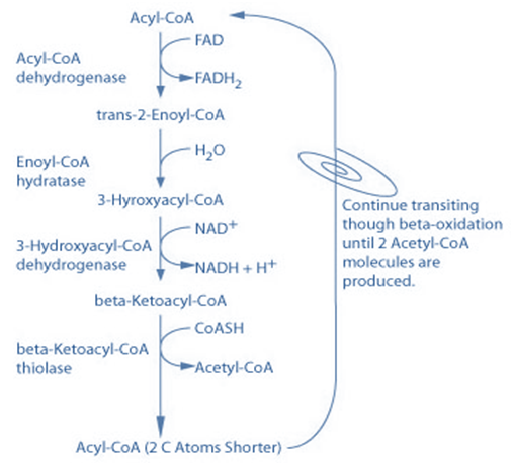 Acyl-CoA
FAD
Acyl-CoA
dehydrogenase
FADH2
trans-2-Enoyl-CoA
H2O
Enoyl-CoA
hydratase
3-Hyroxyacyl-CoA
NAD+
3-Hydroxyacyl-CoA
dehydrogenase
NADH + H+
beta-Ketoacyl-CoA
CoASH
beta-Ketoacyl-CoA
thiolase
Acetyl-CoA
Acyl-CoA (2 C Atoms Shorter)
Continue transiting
though beta-oxidation
until 2 Acetyl-CoA
molecules are
produced.